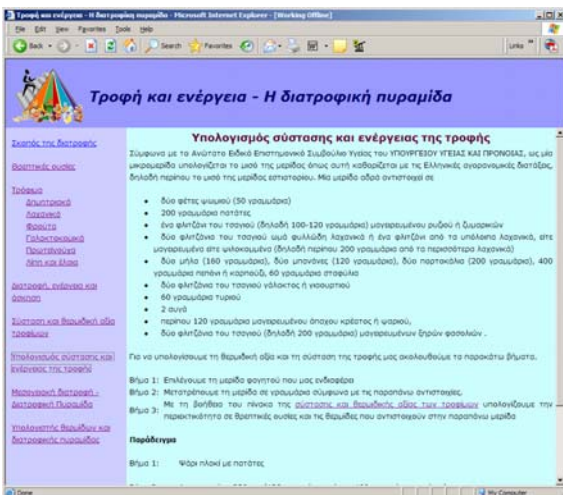 Τροφή και ενέργεια - Η διατροφική πυραμίδα - Microsoft Internet Explorer - [Working Offline]
File Edit View Favorites Tools Help
Back Search Favorites Links
Τροφή και ενέργεια - Η διατροφική πυραμίδα
Σκοπός της διατροφής
Θρεπτικές ουσίες
Τρόφιμα
Δημητριακά
Λαχανικά
Φρούτα
Γαλακτοκομικά
Πρωτεϊνούχα
Λίπη και έλαια
Διατροφή, ενέργεια και
άσκηση
Σύσταση και θερμιδική αξία
τροφίμων
Υπολογισμός σύστασης και
ενέργειας της τροφής
Μεσογειακή διατροφή -
Διατροφική Πυραμίδα
Υπολογιστής θερμίδων και
διατροφικής πυραμίδας
Υπολογισμός σύστασης και ενέργειας της τροφής
Σύμφωνα με το Ανώτατο Ειδικό Επιστημονικό Συμβούλιο Υγείας του ΥΠΟΥΡΓΕΙΟΥ ΥΓΕΙΑΣ ΚΑΙ ΠΡΟΝΟΙΑΣ, ως μία
μικρομερίδα υπολογίζεται το μισό της μερίδας όπως αυτή καθορίζεται με τις Ελληνικές αγορανομικές διατάξεις,
δηλαδή περίπου το μισό της μερίδας εστιατορίου. Μια μερίδα αδρά αντιστοιχεί σε
• δύο φέτες ψωμιού (50 γραμμάρια)
• 200 γραμμάρια πατάτες
• ένα φλιτζάνι του τσαγιού (δηλαδή 100-120 γραμμάρια) μαγειρεμένου ρυζιού ή ζυμαρικών
• δύο φλιτζάνια του τσαγιού ωμά φυλλώδη λαχανικά ή ένα φλιτζάνι από τα υπόλοιπα λαχανικά, είτε
μαγειρεμένα είτε ψιλοκομμένα (δηλαδή περίπου 200 γραμμάρια από τα περισσότερα λαχανικά)
• δύο μήλα (160 γραμμάρια), δύο μπανάνες (120 γραμμάρια), δύο πορτοκάλια (200 γραμμάρια), 400
γραμμάρια πεπόνι ή καρπούζι, 60 γραμμάρια σταφύλια
• δύο φλιτζάνια του τσαγιού γάλακτος ή γιαουρτιού
• 60 γραμμάρια τυριού
• 2 αυγά
• περίπου 120 γραμμάρια μαγειρεμένου άπαχου κρέατος ή ψαριού,
• δύο φλιτζάνια του τσαγιού (δηλαδή 200 γραμμάρια) μαγειρεμένων ξηρών φασολιών .
Για να υπολογίσουμε τη θερμιδική αξία και τη σύσταση της τροφής μας ακολουθούμε τα παρακάτω βήματα.
Βήμα 1: Επιλέγουμε τη μερίδα φαγητού που μας ενδιαφέρει
Βήμα 2: Μετατρέπουμε τη μερίδα σε γραμμάρια σύμφωνα με τις παραπάνω αντιστοιχίες.
Βήμα 3: Με τη βοήθεια του πίνακα της σύστασης και θερμιδικής αξίας των τροφίμων υπολογίζουμε την
περιεκτικότητα σε θρεπτικές ουσίες και τις θερμίδες που αντιστοιχούν στην παραπάνω μερίδα
Παράδειγμα
Βήμα 1: Ψάρι πλακί με πατάτες
Done My Computer